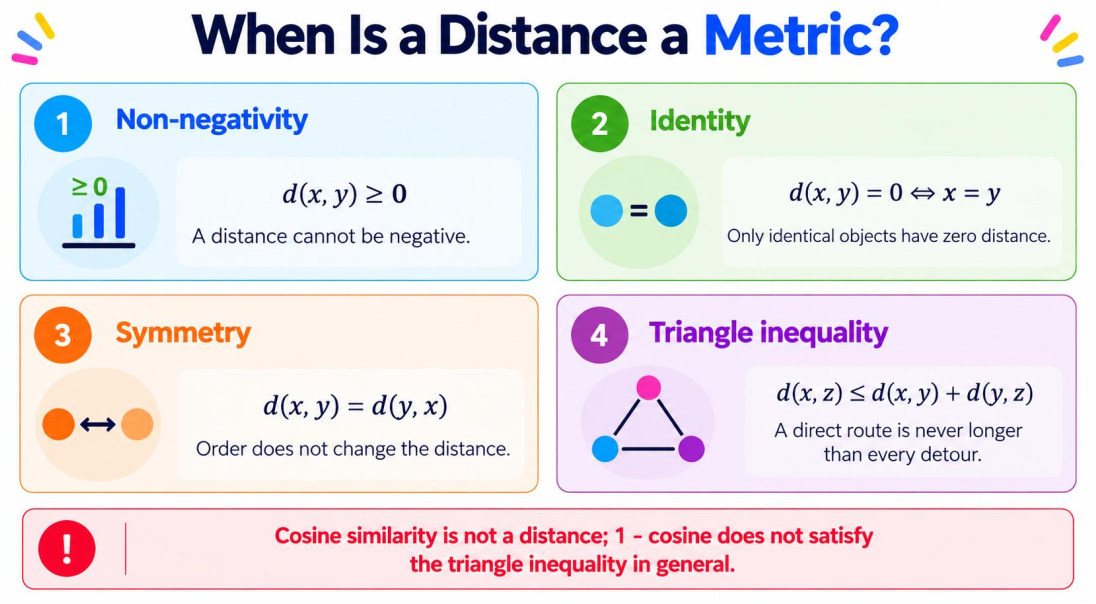 When Is a Distance a Metric?
1
Non-negativity
≥ 0
d(x, y) ≥ 0
A distance cannot be negative.
2
Identity
=
d(x, y) = 0 ⇔ x = y
Only identical objects have zero distance.
3
Symmetry
d(x, y) = d(y, x)
Order does not change the distance.
4
Triangle inequality
d(x, z) ≤ d(x, y) + d(y, z)
A direct route is never longer
than every detour.
!
Cosine similarity is not a distance; 1 - cosine does not satisfy
the triangle inequality in general.